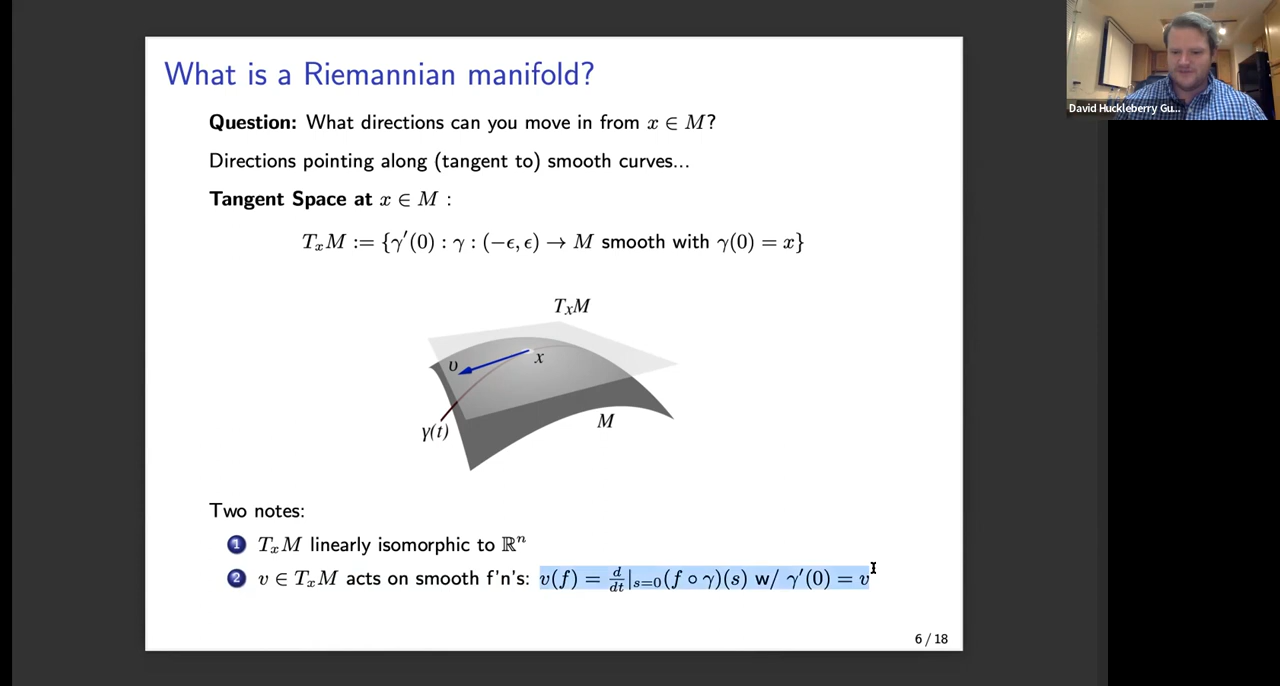 What is a Riemannian manifold?
Question: What directions can you move in from x ∈ M?
Directions pointing along (tangent to) smooth curves...
Tangent Space at x ∈ M :
TₓM := {γ′(0) : γ : (−ϵ, ϵ) → M smooth with γ(0) = x}
TₓM
υ
x
γ(t)
M
Two notes:
1 TₓM linearly isomorphic to ℝⁿ
2 v ∈ TₓM acts on smooth f'n's: v(f) = d/dt|ₛ₌₀(f ∘ γ)(s) w/ γ′(0) = v
6 / 18
David Huckleberry Gu...